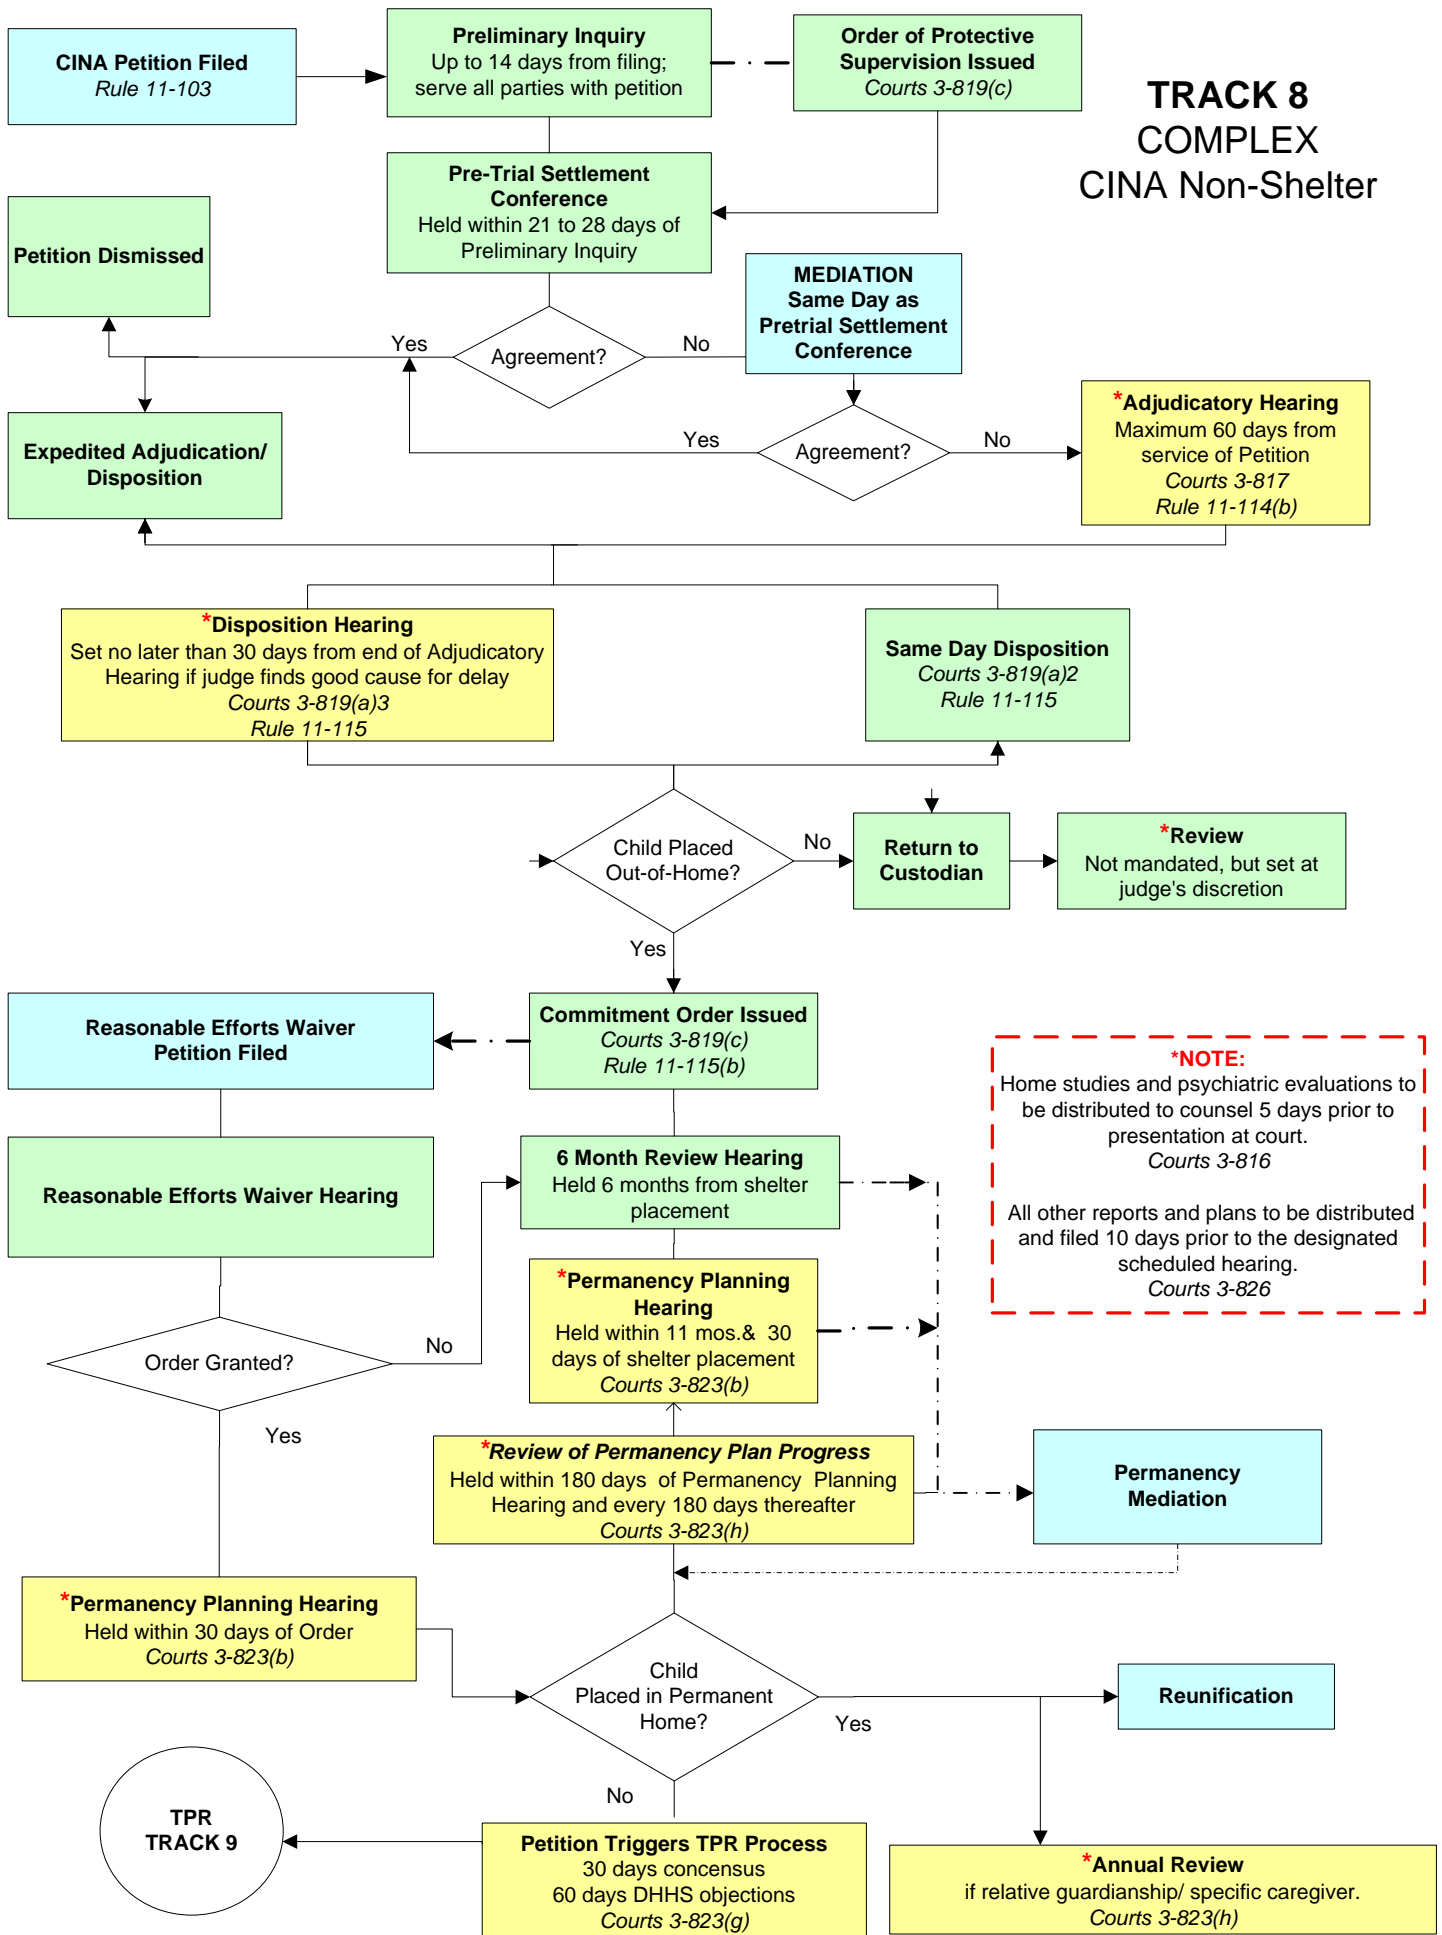 TRACK 8
COMPLEX
CINA Non-Shelter
CINA Petition Filed
Rule 11-103
Preliminary Inquiry
Up to 14 days from filing;
serve all parties with petition
Order of Protective
Supervision Issued
Courts 3-819(c)
Pre-Trial Settlement
Conference
Held within 21 to 28 days of
Preliminary Inquiry
Petition Dismissed
MEDIATION
Same Day as
Pretrial Settlement
Conference
Yes
Agreement?
No
Expedited Adjudication/
Disposition
Yes
Agreement?
No
*Adjudicatory Hearing
Maximum 60 days from
service of Petition
Courts 3-817
Rule 11-114(b)
*Disposition Hearing
Set no later than 30 days from end of Adjudicatory
Hearing if judge finds good cause for delay
Courts 3-819(a)3
Rule 11-115
Same Day Disposition
Courts 3-819(a)2
Rule 11-115
Child Placed
Out-of-Home?
No
Return to
Custodian
*Review
Not mandated, but set at
judge's discretion
Yes
Reasonable Efforts Waiver
Petition Filed
Commitment Order Issued
Courts 3-819(c)
Rule 11-115(b)
*NOTE:
Home studies and psychiatric evaluations to
be distributed to counsel 5 days prior to
presentation at court.
Courts 3-816
All other reports and plans to be distributed
and filed 10 days prior to the designated
scheduled hearing.
Courts 3-826
Reasonable Efforts Waiver Hearing
6 Month Review Hearing
Held 6 months from shelter
placement
*Permanency Planning
Hearing
Held within 11 mos.& 30
days of shelter placement
Courts 3-823(b)
Order Granted?
No
Yes
*Review of Permanency Plan Progress
Held within 180 days of Permanency Planning
Hearing and every 180 days thereafter
Courts 3-823(h)
Permanency
Mediation
*Permanency Planning Hearing
Held within 30 days of Order
Courts 3-823(b)
Child
Placed in Permanent
Home?
Yes
Reunification
No
TPR
TRACK 9
Petition Triggers TPR Process
30 days concensus
60 days DHHS objections
Courts 3-823(g)
*Annual Review
if relative guardianship/ specific caregiver.
Courts 3-823(h)